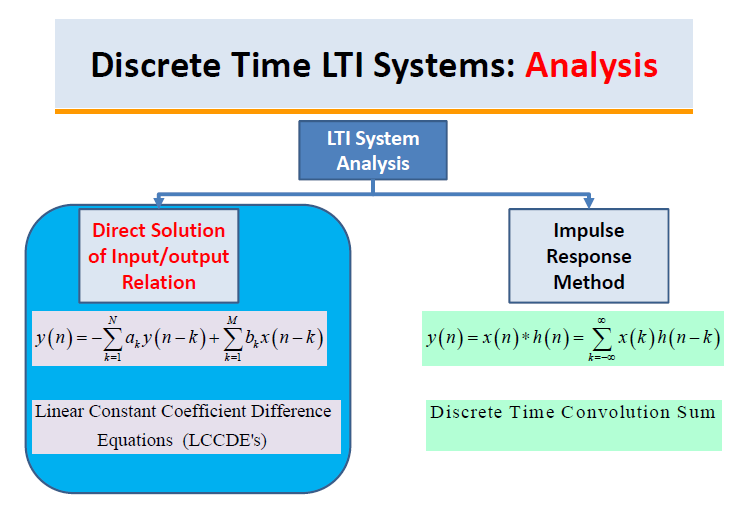 Discrete Time LTI Systems: Analysis
LTI System
Analysis
Direct Solution
of Input/output
Relation
y(n) = −∑_{k=1}^{N} a_k y(n−k) + ∑_{k=1}^{M} b_k x(n−k)
Linear Constant Coefficient Difference
Equations (LCCDE's)
Impulse
Response
Method
y(n) = x(n) * h(n) = ∑_{k=−∞}^{∞} x(k) h(n−k)
Discrete Time Convolution Sum